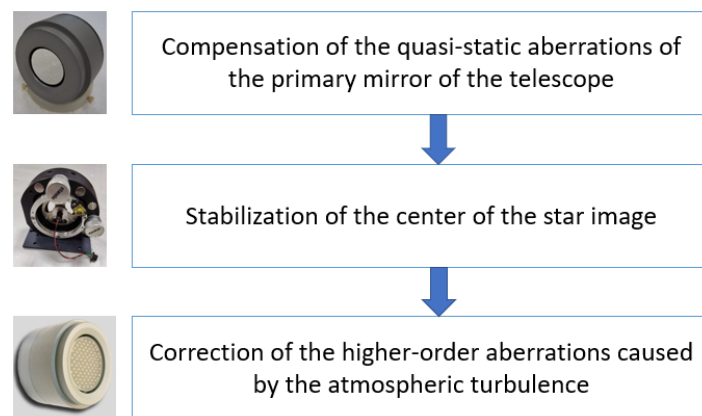 Compensation of the quasi-static aberrations of
the primary mirror of the telescope
Stabilization of the center of the star image
Correction of the higher-order aberrations caused
by the atmospheric turbulence